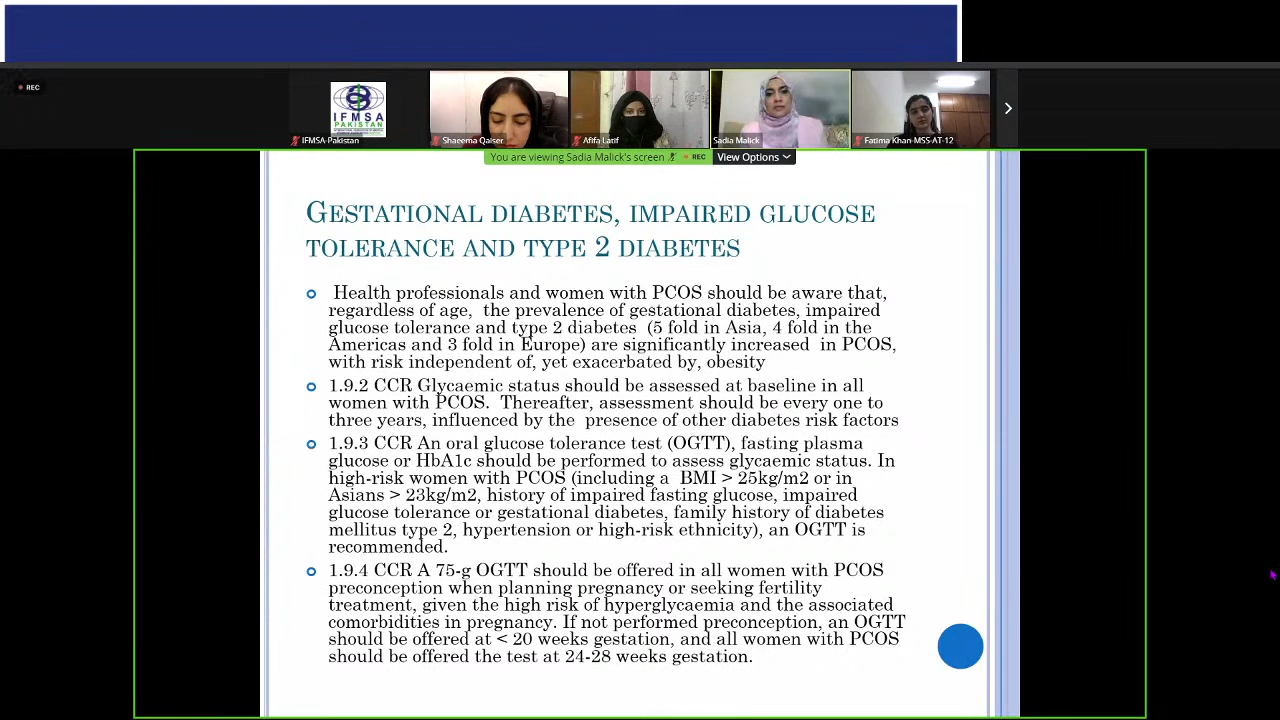 REC
IFMSA
PAKISTAN
IFMSA-Pakistan
Shaeema Qaiser
Afifa Latif
Sadia Malick
Fatima Khan-MSS-AT-12
You are viewing Sadia Malick's screen
REC
View Options
GESTATIONAL DIABETES, IMPAIRED GLUCOSE
TOLERANCE AND TYPE 2 DIABETES
Health professionals and women with PCOS should be aware that,
regardless of age, the prevalence of gestational diabetes, impaired
glucose tolerance and type 2 diabetes (5 fold in Asia, 4 fold in the
Americas and 3 fold in Europe) are significantly increased in PCOS,
with risk independent of, yet exacerbated by, obesity
1.9.2 CCR Glycaemic status should be assessed at baseline in all
women with PCOS. Thereafter, assessment should be every one to
three years, influenced by the presence of other diabetes risk factors
1.9.3 CCR An oral glucose tolerance test (OGTT), fasting plasma
glucose or HbA1c should be performed to assess glycaemic status. In
high-risk women with PCOS (including a BMI > 25kg/m2 or in
Asians > 23kg/m2, history of impaired fasting glucose, impaired
glucose tolerance or gestational diabetes, family history of diabetes
mellitus type 2, hypertension or high-risk ethnicity), an OGTT is
recommended.
1.9.4 CCR A 75-g OGTT should be offered in all women with PCOS
preconception when planning pregnancy or seeking fertility
treatment, given the high risk of hyperglycaemia and the associated
comorbidities in pregnancy. If not performed preconception, an OGTT
should be offered at < 20 weeks gestation, and all women with PCOS
should be offered the test at 24-28 weeks gestation.